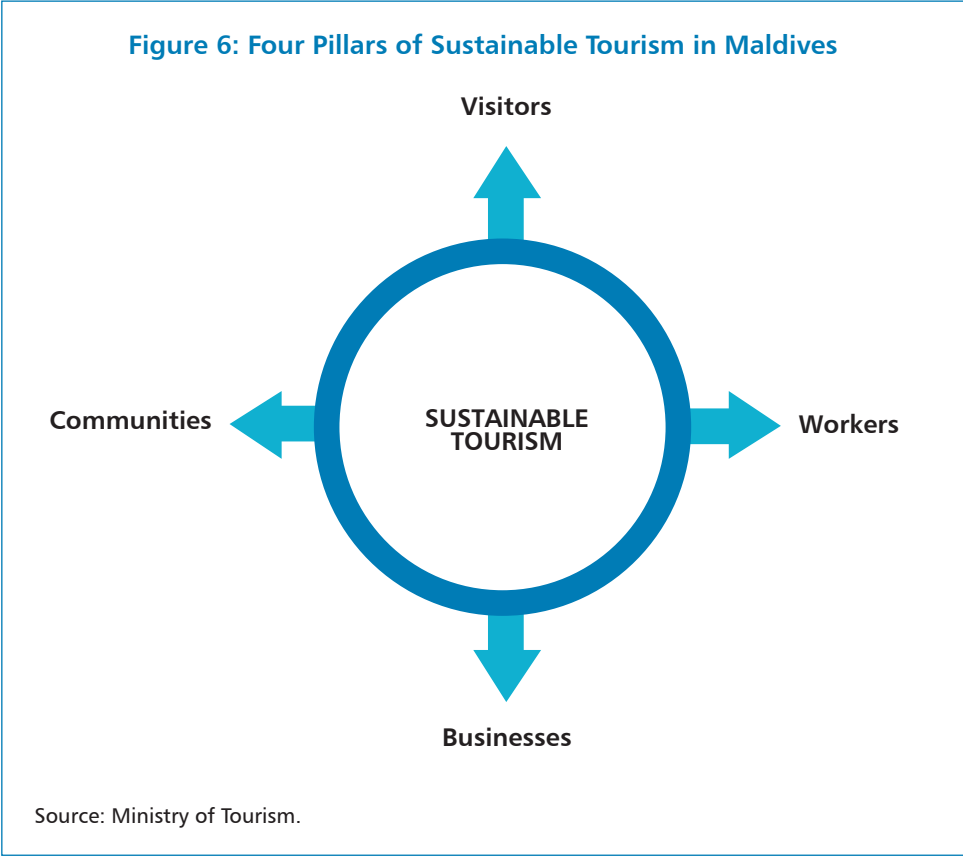 Figure 6: Four Pillars of Sustainable Tourism in Maldives
Visitors
Communities
SUSTAINABLE
TOURISM
Workers
Businesses
Source: Ministry of Tourism.